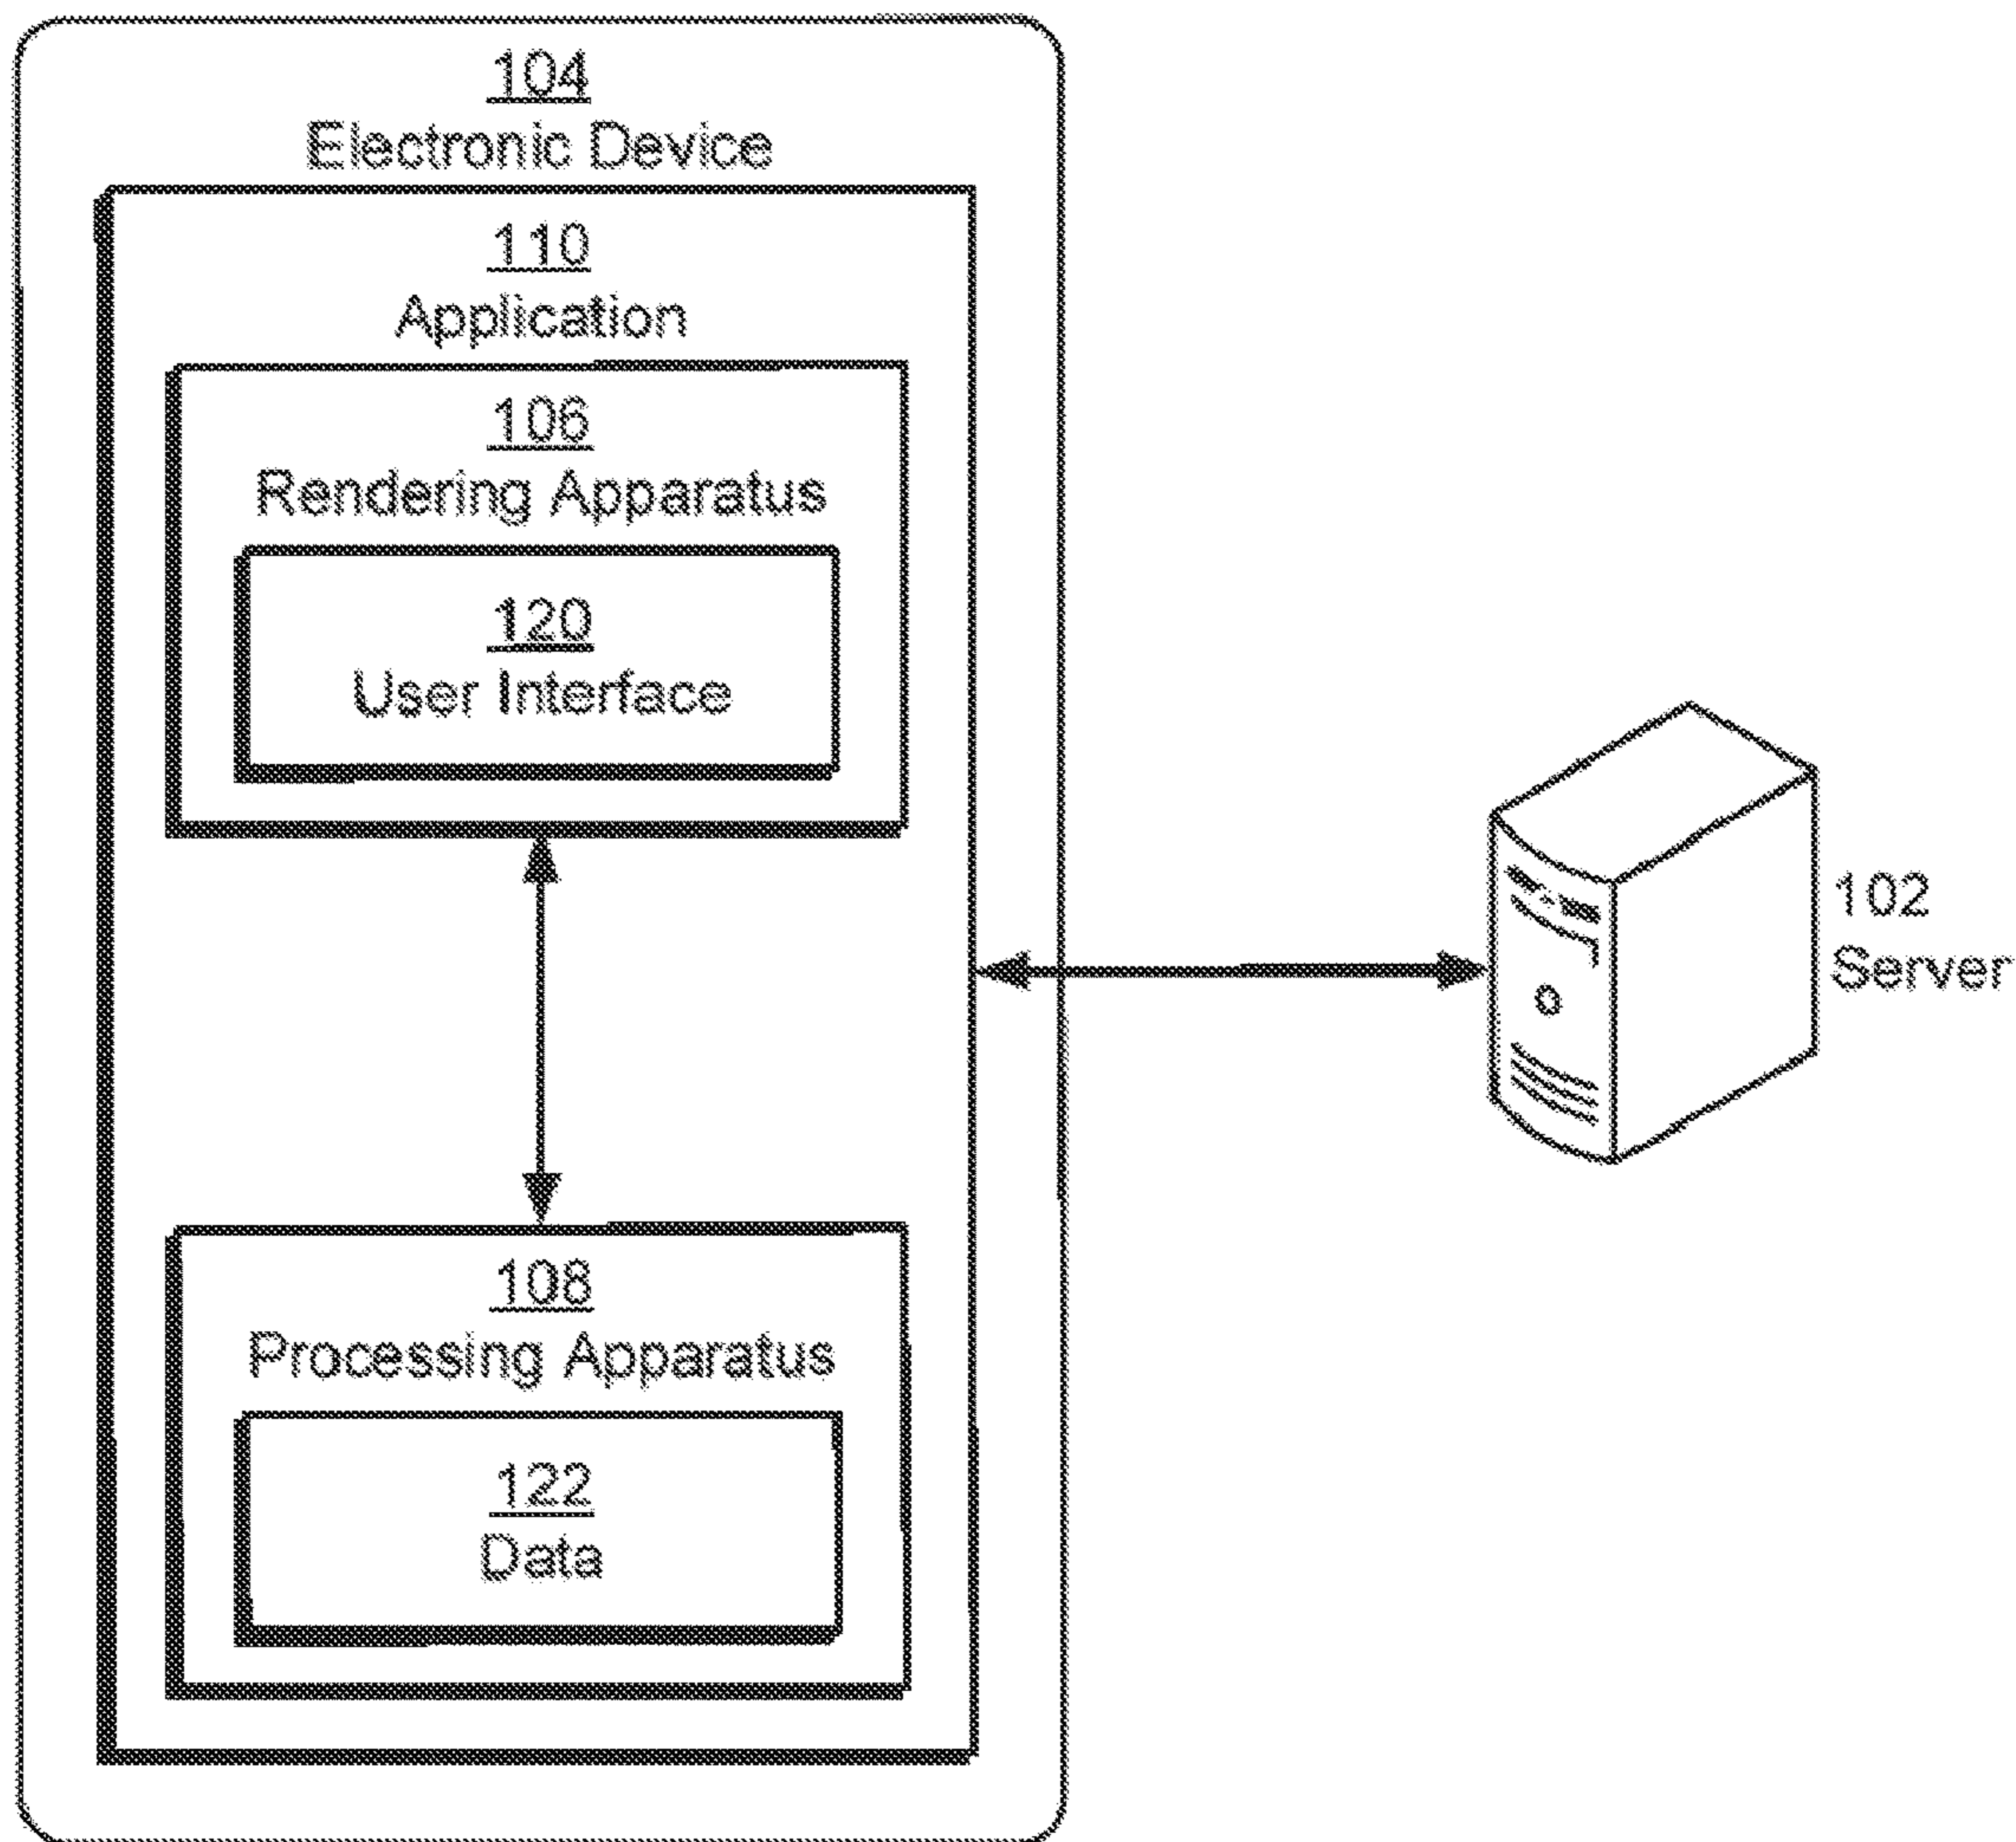 104
Electronic Device
110
Application
106
Rendering Apparatus
120
User Interface
102
Server
108
Processing Apparatus
122
Data